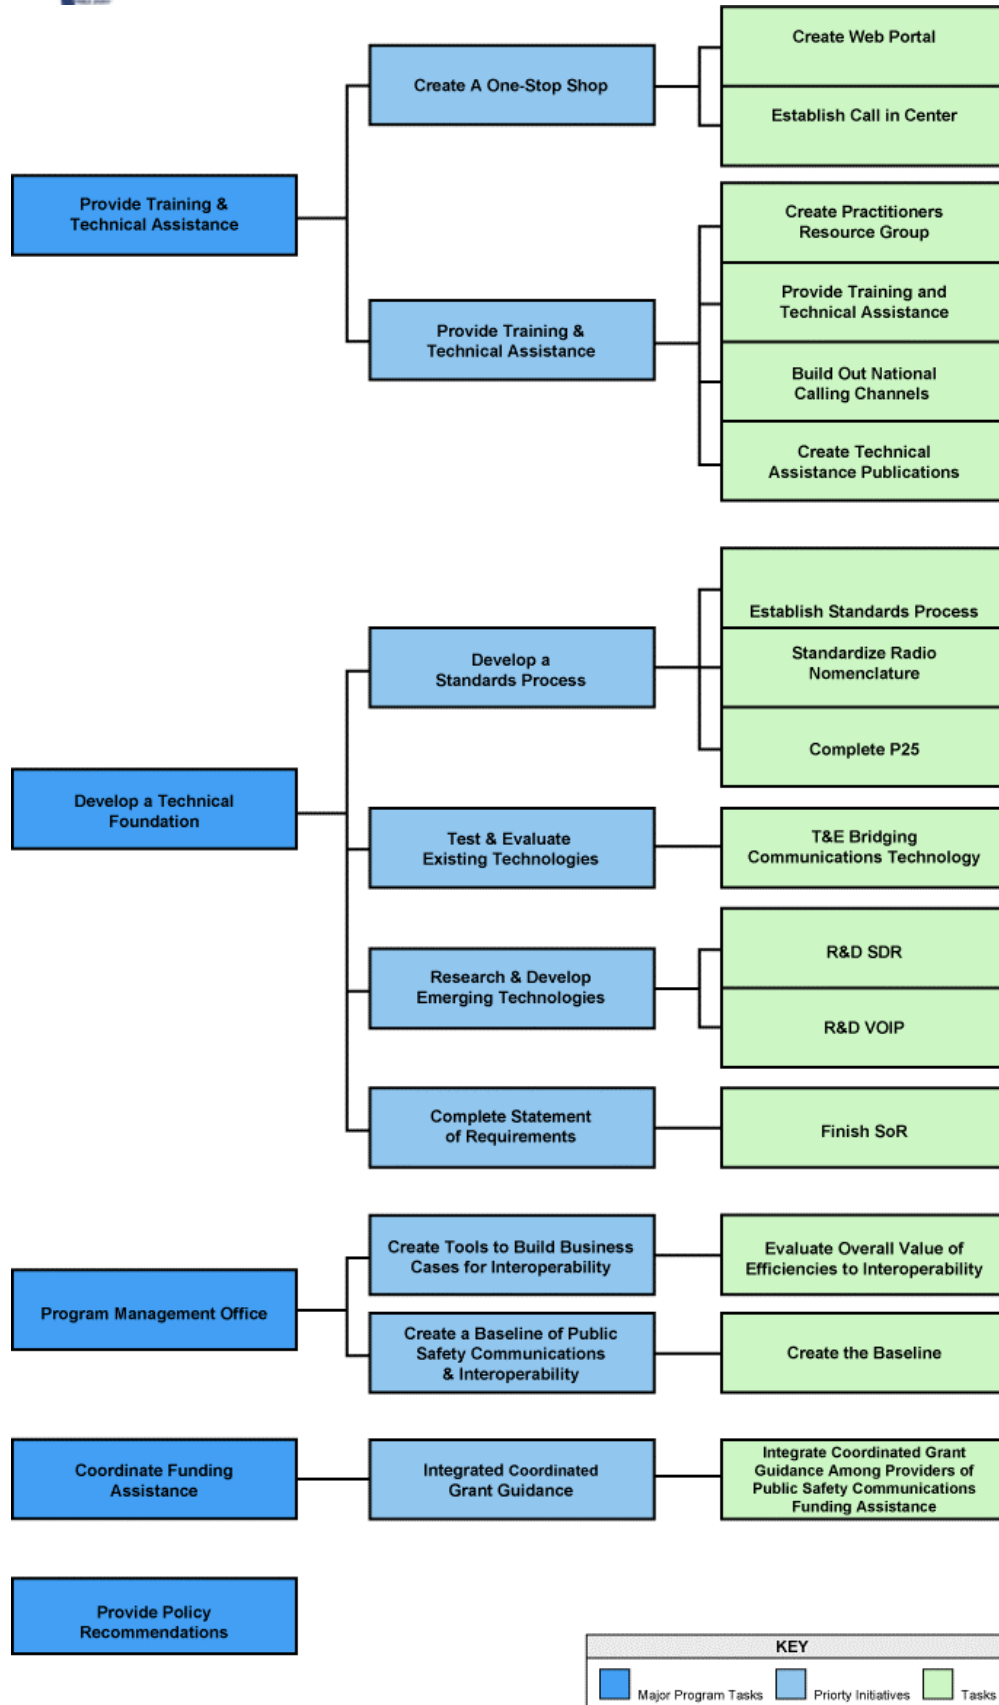 Create Web Portal
Create A One-Stop Shop
Establish Call in Center
Provide Training &
Technical Assistance
Create Practitioners
Resource Group
Provide Training and
Technical Assistance
Provide Training &
Technical Assistance
Build Out National
Calling Channels
Create Technical
Assistance Publications
Establish Standards Process
Develop a
Standards Process
Standardize Radio
Nomenclature
Complete P25
Develop a Technical
Foundation
Test & Evaluate
Existing Technologies
T&E Bridging
Communications Technology
Research & Develop
Emerging Technologies
R&D SDR
R&D VOIP
Complete Statement
of Requirements
Finish SoR
Create Tools to Build Business
Cases for Interoperability
Evaluate Overall Value of
Efficiencies to Interoperability
Program Management Office
Create a Baseline of Public
Safety Communications
& Interoperability
Create the Baseline
Coordinate Funding
Assistance
Integrated Coordinated
Grant Guidance
Integrate Coordinated Grant
Guidance Among Providers of
Public Safety Communications
Funding Assistance
Provide Policy
Recommendations
KEY
Major Program Tasks
Priorty Initiatives
Tasks